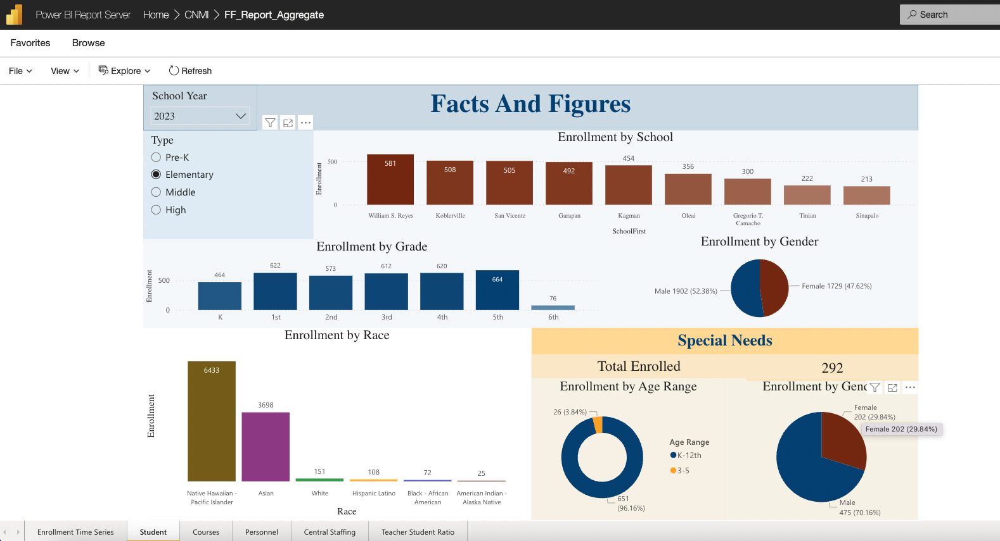 Power BI Report Server Home > CNMI > FF_Report_Aggregate
Search
Favorites Browse
File View Explore Refresh
School Year
2023
Facts And Figures
Type
Pre-K
Elementary
Middle
High
Enrollment by School
Enrollment
500
0
581
508
505
492
454
356
300
222
213
William S. Reyes
Koblerville
San Vicente
Garapan
Kagman
Oleai
Gregorio T.
Camacho
Tinian
Sinapalo
SchoolFirst
Enrollment by Grade
Enrollment
500
0
464
622
573
612
620
664
76
K
1st
2nd
3rd
4th
5th
6th
Enrollment by Gender
Male 1902 (52.38%)
Female 1729 (47.62%)
Enrollment by Race
Enrollment
6433
3698
151
108
72
25
Native Hawaiian -
Pacific Islander
Asian
White
Hispanic Latino
Black - African
American
American Indian -
Alaska Native
Race
Special Needs
Total Enrolled
292
Enrollment by Age Range
26 (3.84%)
651
(96.16%)
Age Range
K-12th
3-5
Enrollment by Gend
Female
202 (29.84%)
Female 202 (29.84%)
Male
475 (70.16%)
Enrollment Time Series
Student
Courses
Personnel
Central Staffing
Teacher Student Ratio